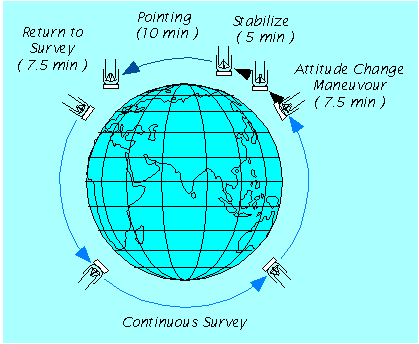 Pointing
(10 min )
Stabilize
( 5 min )
Return to
Survey
( 7.5 min )
Attitude Change
Maneuvour
( 7.5 min )
Continuous Survey